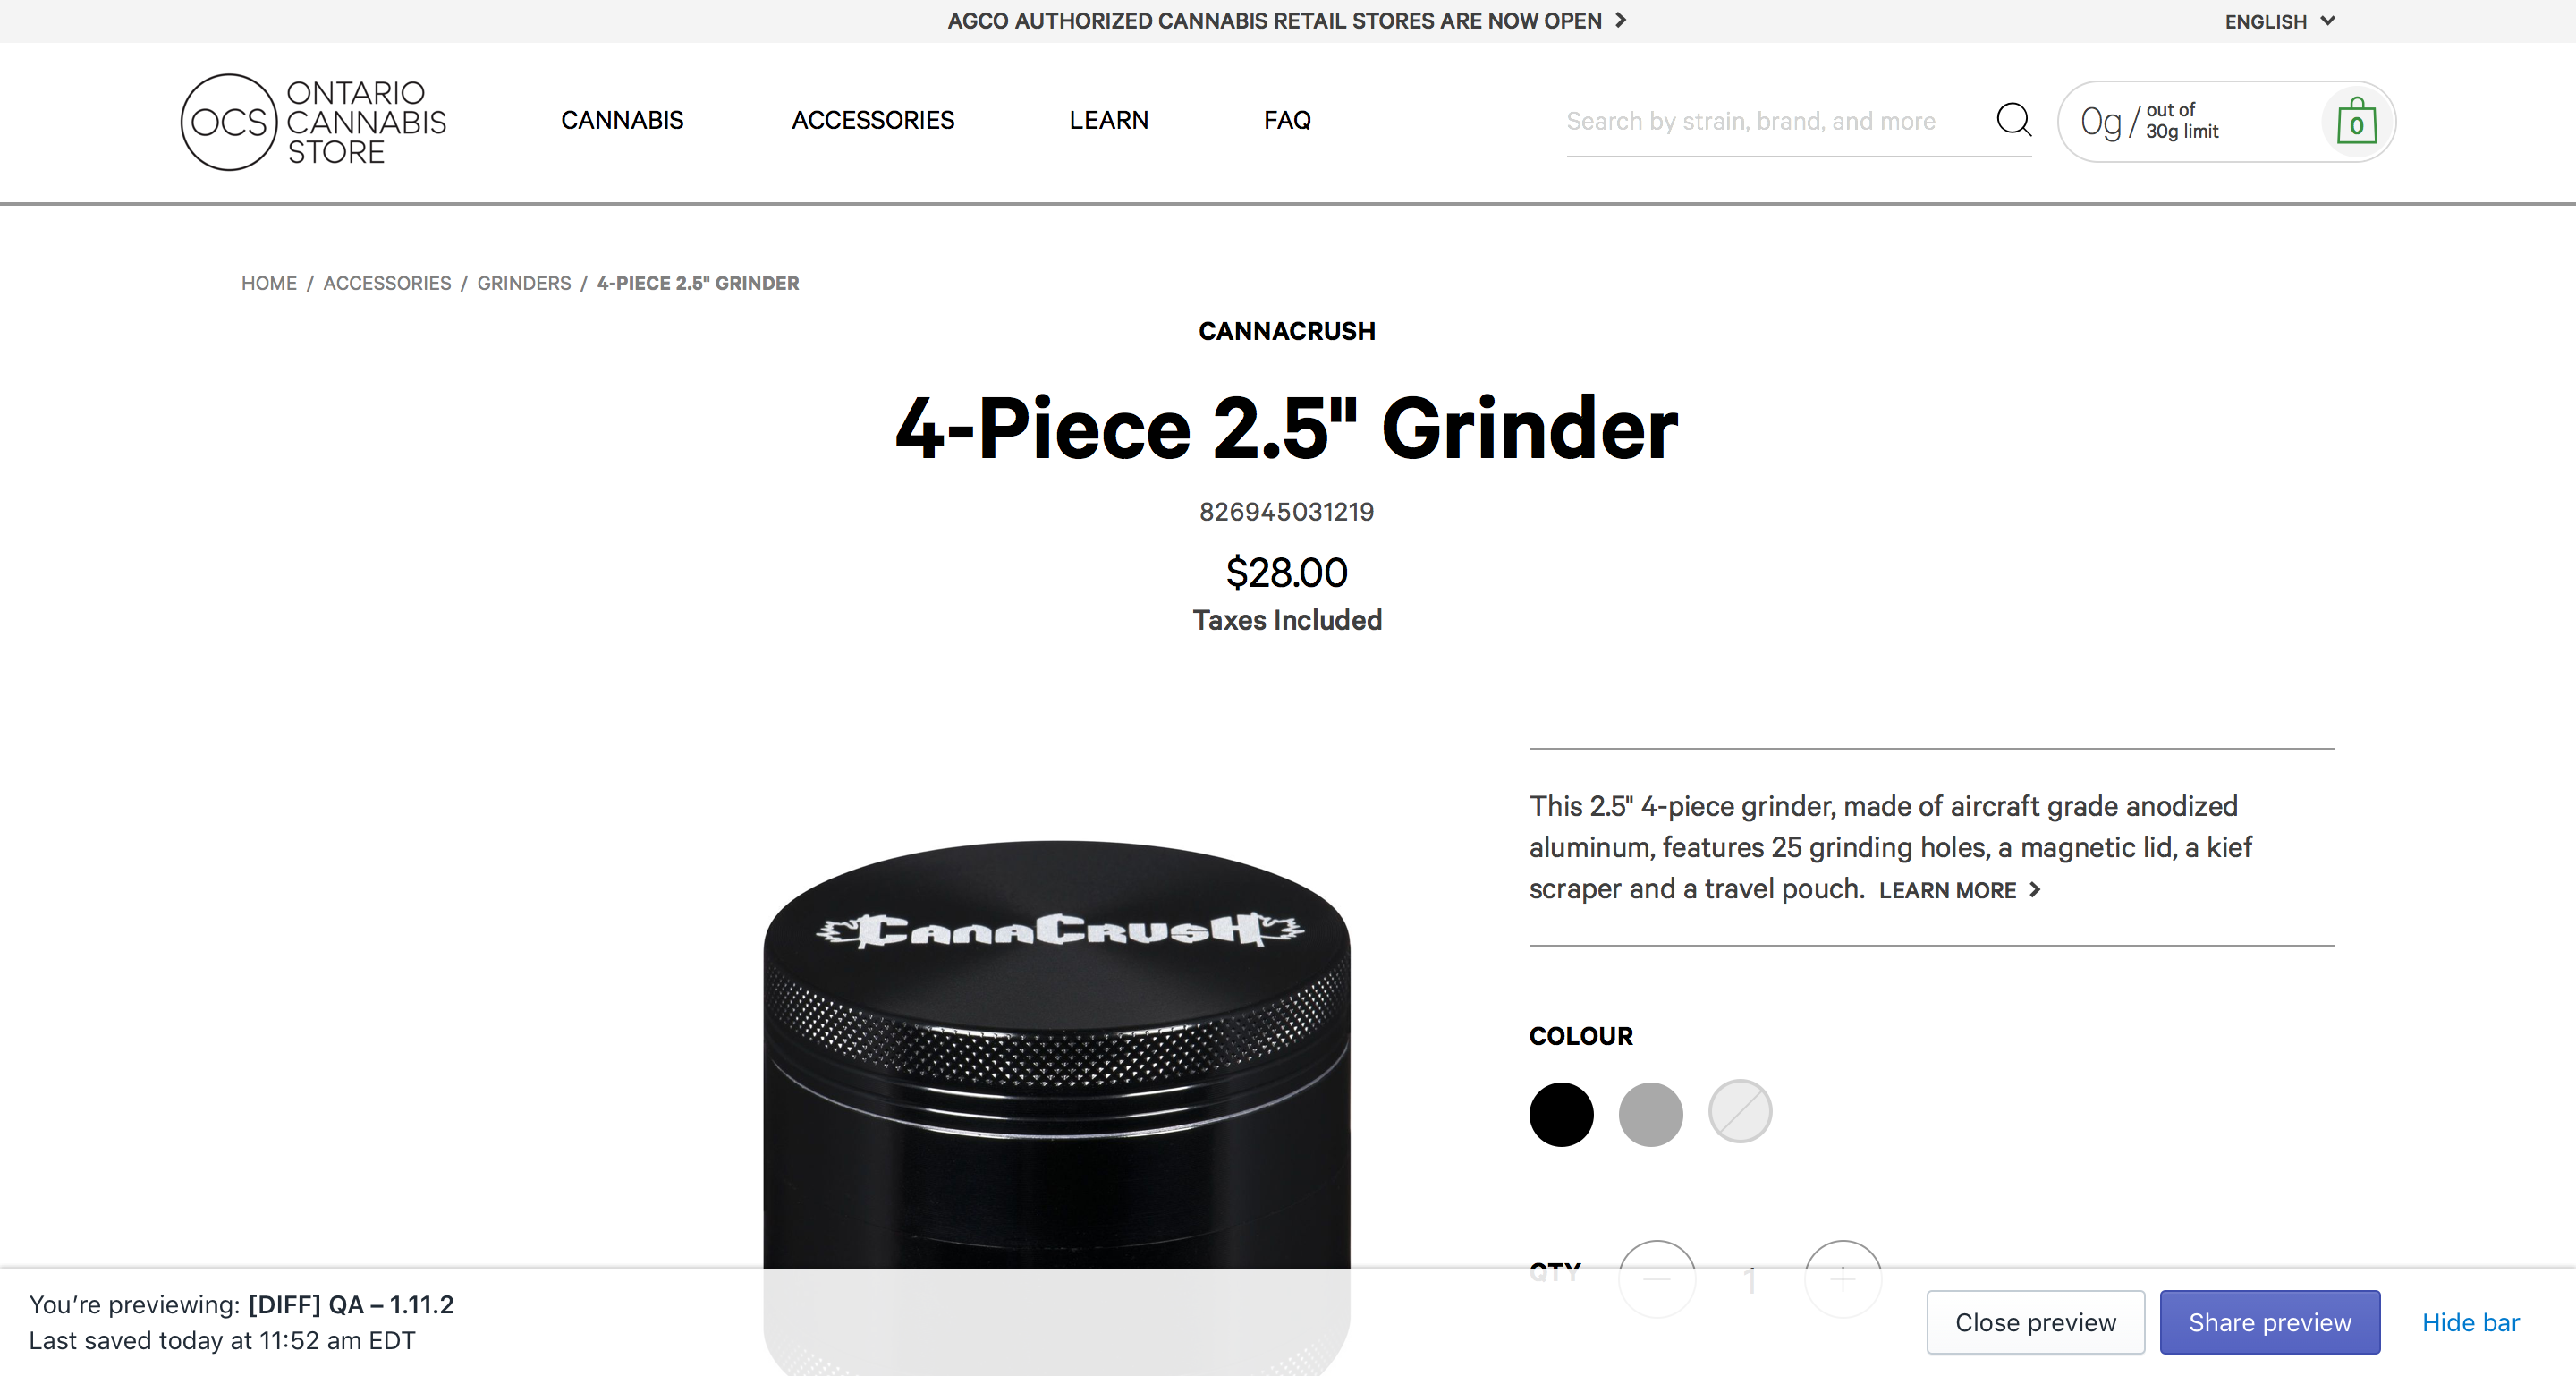 AGCO AUTHORIZED CANNABIS RETAIL STORES ARE NOW OPEN
ENGLISH
OCS
ONTARIO
CANNABIS
STORE
CANNABIS
ACCESSORIES
LEARN
FAQ
Search by strain, brand, and more
0g / out of
30g limit
0
HOME / ACCESSORIES / GRINDERS / 4-PIECE 2.5" GRINDER
CANNACRUSH
4-Piece 2.5" Grinder
826945031219
$28.00
Taxes Included
This 2.5" 4-piece grinder, made of aircraft grade anodized
aluminum, features 25 grinding holes, a magnetic lid, a kief
scraper and a travel pouch. LEARN MORE
CANACRUSH
COLOUR
QTY
1
You’re previewing: [DIFF] QA – 1.11.2
Last saved today at 11:52 am EDT
Close preview
Share preview
Hide bar